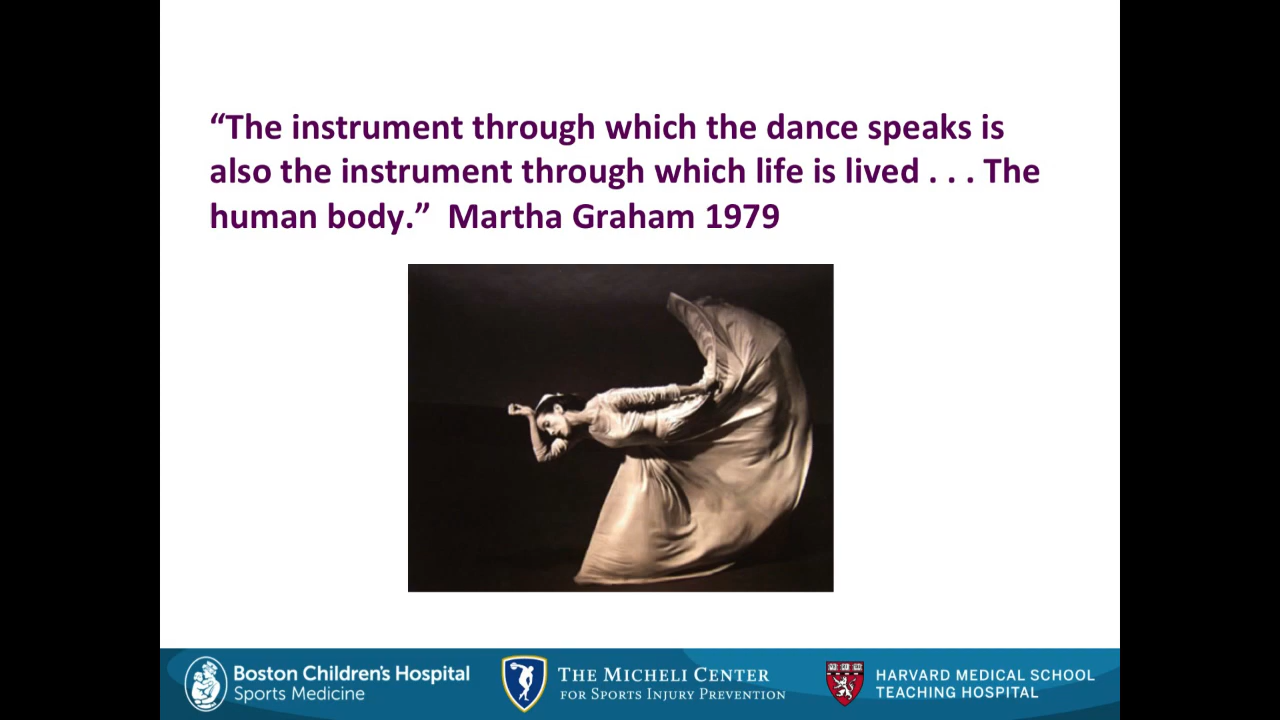 “The instrument through which the dance speaks is
also the instrument through which life is lived . . . The
human body.”  Martha Graham 1979
Boston Children's Hospital
Sports Medicine
THE MICHELI CENTER
FOR SPORTS INJURY PREVENTION
HARVARD MEDICAL SCHOOL
TEACHING HOSPITAL